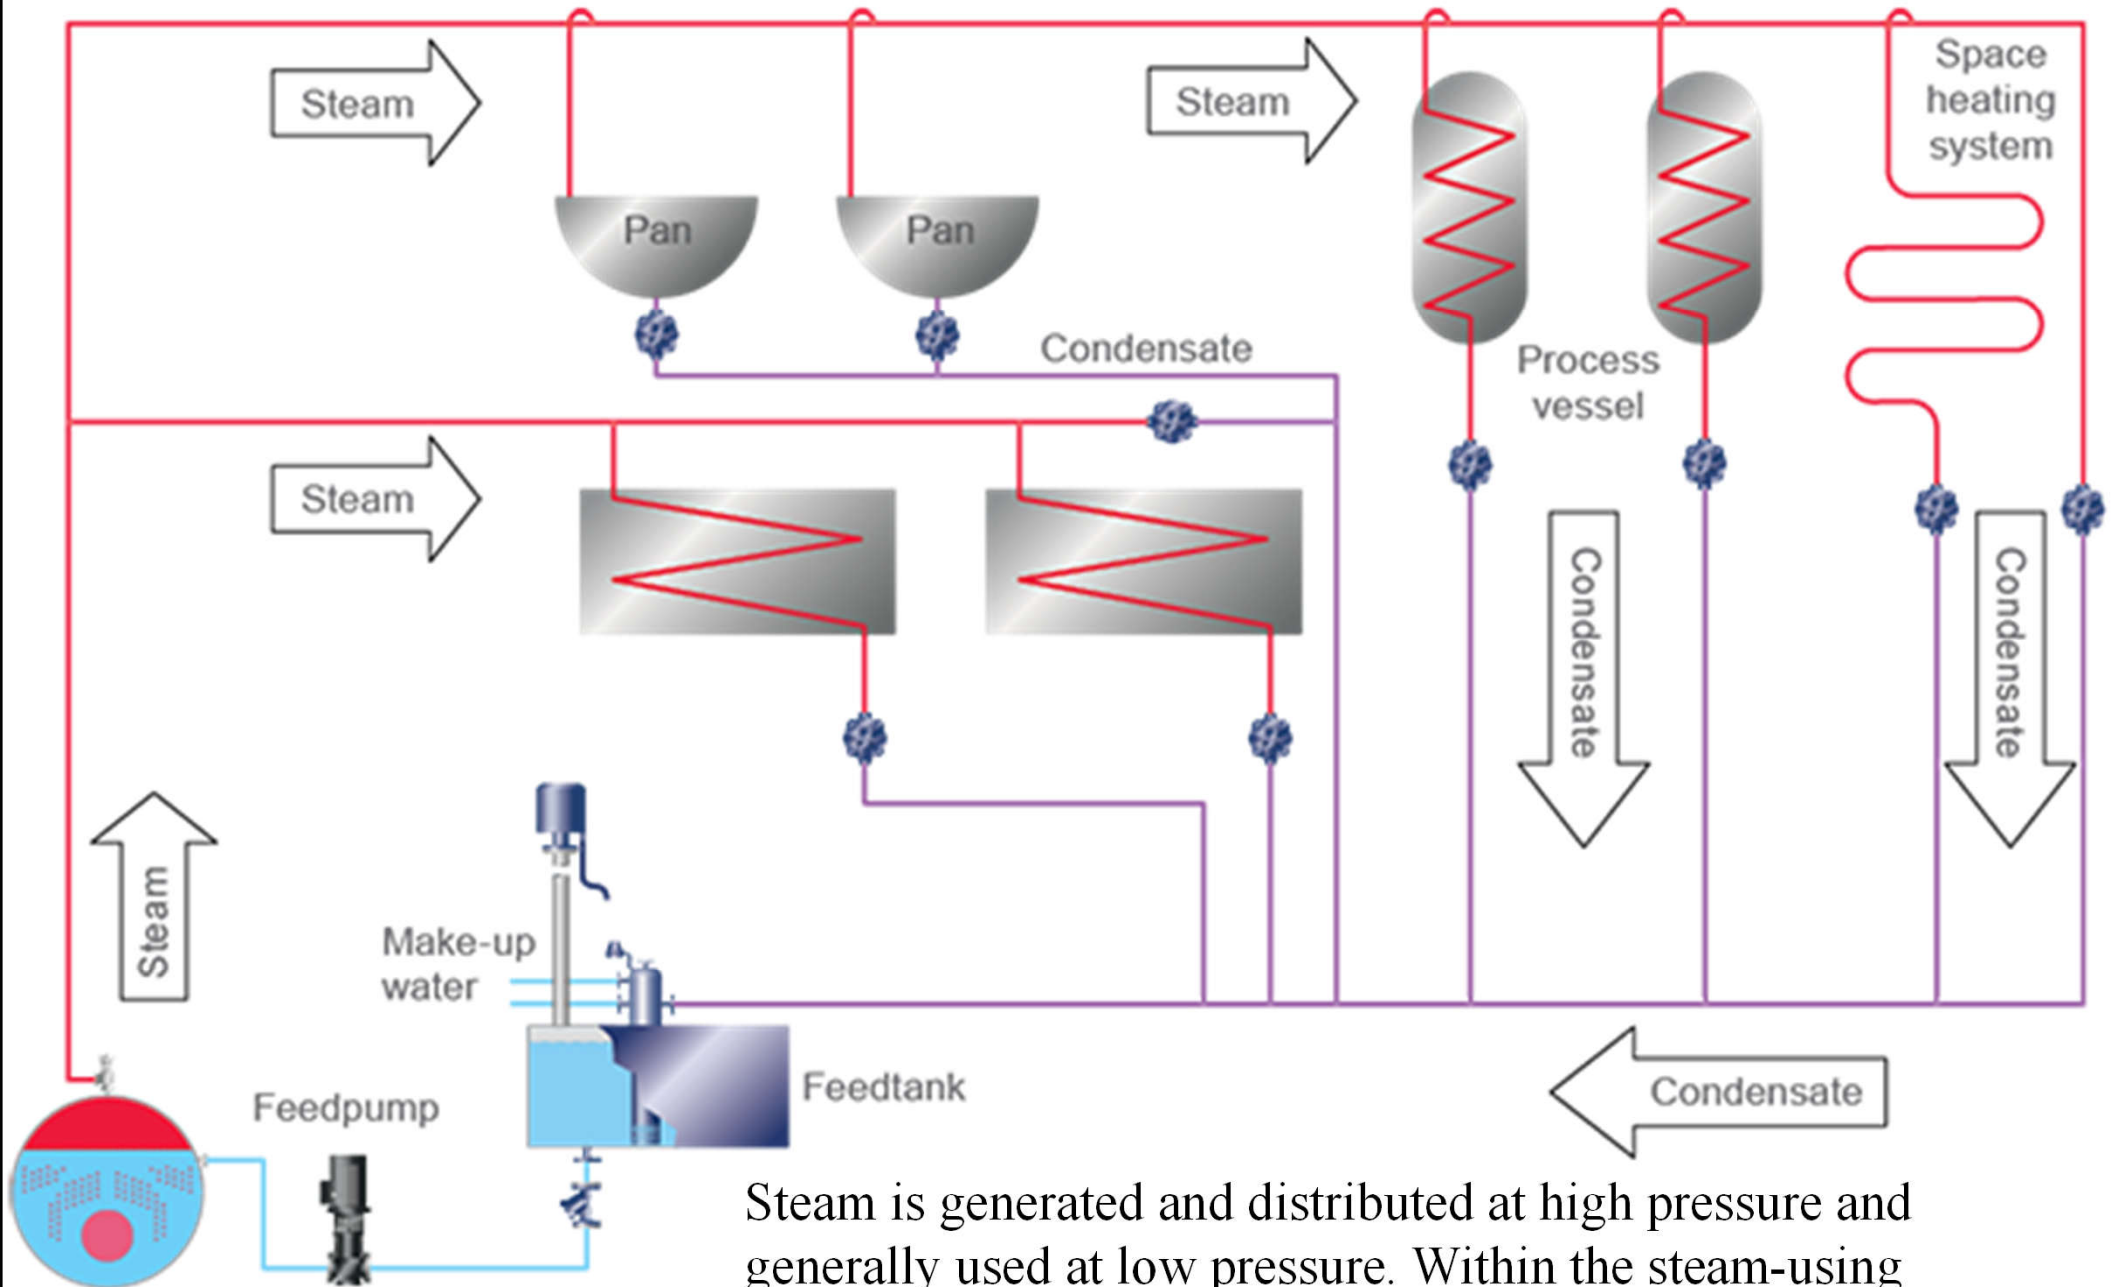 Steam
Steam
Space
heating
system
Pan
Pan
Condensate
Process
vessel
Steam
Condensate
Condensate
Steam
Make-up
water
Feedtank
Condensate
Feedpump
Steam is generated and distributed at high pressure and
generally used at low pressure. Within the steam-using